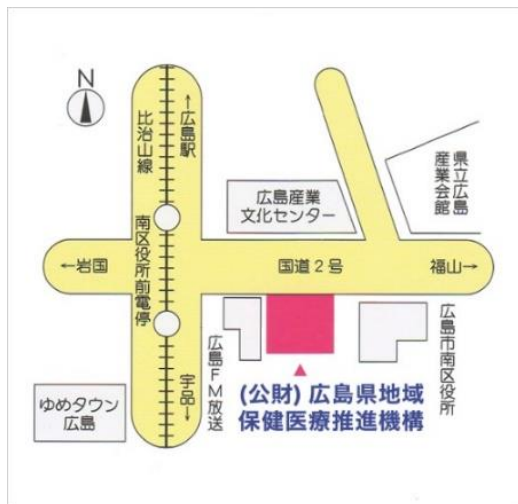 N
比治山線
←広島駅
県立広島
産業会館
広島産業
文化センター
南区役所前電停
←岩国
国道2号
福山→
広島FM放送
広島市南区役所
宇品→
(公財)広島県地域
保健医療推進機構
ゆめタウン
広島